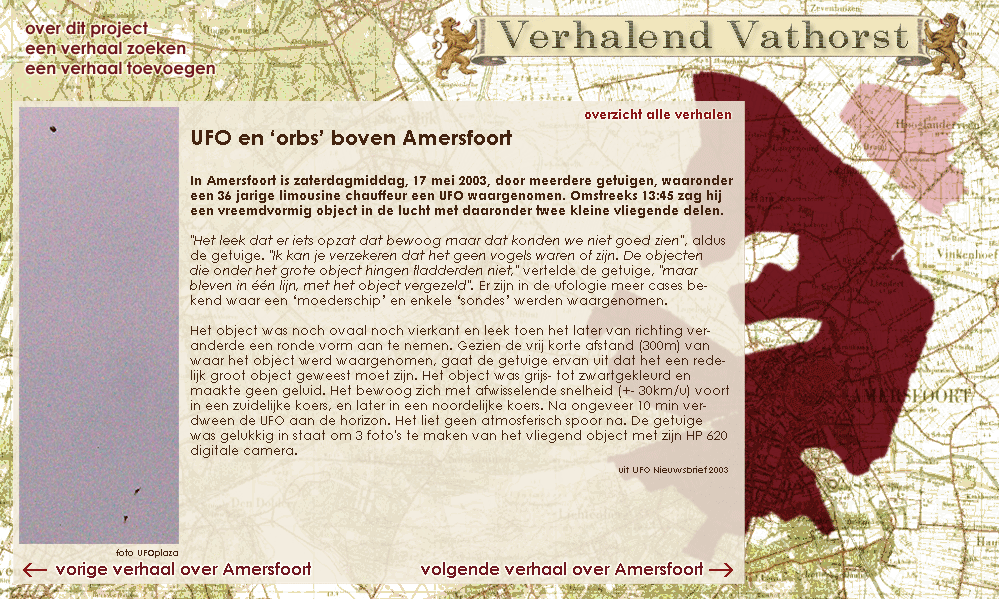 over dit project
een verhaal zoeken
een verhaal toevoegen
Verhalend Vathorst
overzicht alle verhalen
UFO en ‘orbs’ boven Amersfoort
In Amersfoort is zaterdagmiddag, 17 mei 2003, door meerdere getuigen, waaronder
een 36 jarige limousine chauffeur een UFO waargenomen. Omstreeks 13:45 zag hij
een vreemdvormig object in de lucht met daaronder twee kleine vliegende delen.
"Het leek dat er iets opzat dat bewoog maar dat konden we niet goed zien", aldus
de getuige. "Ik kan je verzekeren dat het geen vogels waren of zijn. De objecten
die onder het grote object hingen fladderden niet," vertelde de getuige, "maar
bleven in één lijn, met het object vergezeld". Er zijn in de ufologie meer cases be-
kend waar een ‘moederschip’ en enkele ‘sondes’ werden waargenomen.
Het object was noch ovaal noch vierkant en leek toen het later van richting ver-
anderde een ronde vorm aan te nemen. Gezien de vrij korte afstand (300m) van
waar het object werd waargenomen, gaat de getuige ervan uit dat het een rede-
lijk groot object geweest moet zijn. Het object was grijs- tot zwartgekleurd en
maakte geen geluid. Het bewoog zich met afwisselende snelheid (+- 30km/u) voort
in een zuidelijke koers, en later in een noordelijke koers. Na ongeveer 10 min ver-
dween de UFO aan de horizon. Het liet geen atmosferisch spoor na. De getuige
was gelukkig in staat om 3 foto's te maken van het vliegend object met zijn HP 620
digitale camera.
uit UFO Nieuwsbrief 2003
foto UFOplaza
← vorige verhaal over Amersfoort
volgende verhaal over Amersfoort →
Zevenhuizen
Hooglanderveen
Vinkenhoef
AMERSFOORT